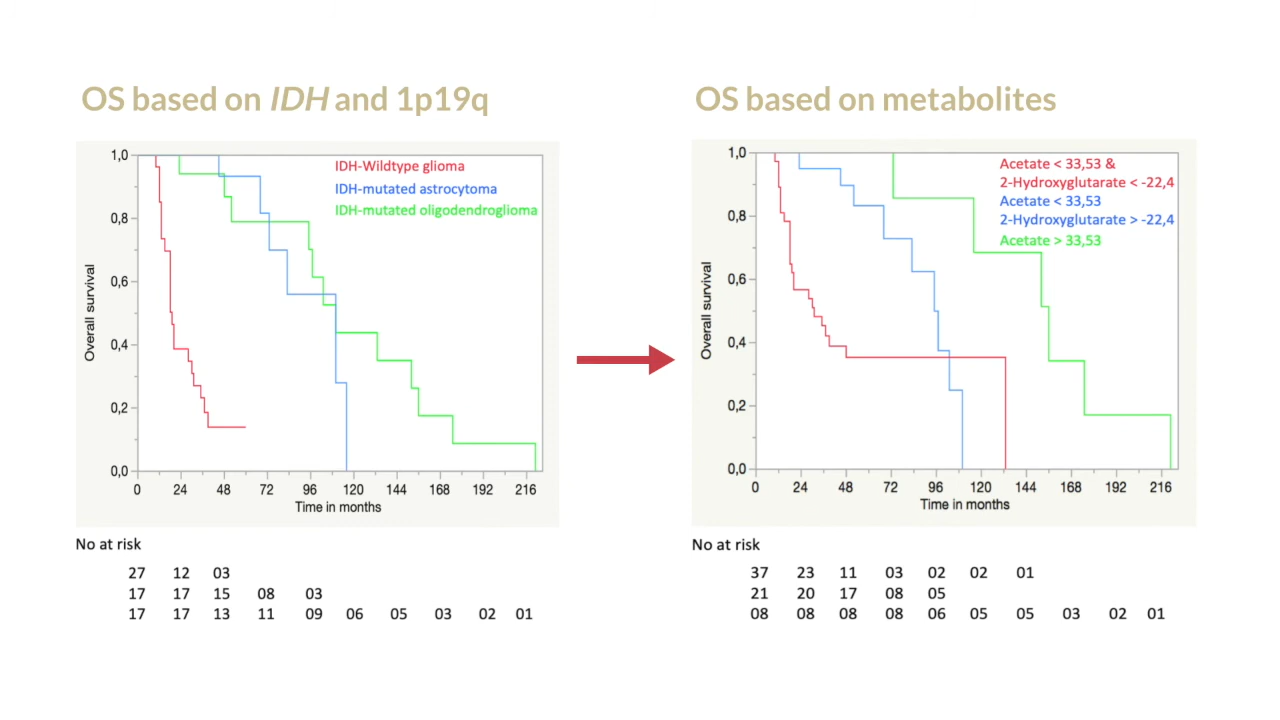 OS based on IDH and 1p19q
OS based on metabolites
IDH-Wildtype glioma
IDH-mutated astrocytoma
IDH-mutated oligodendroglioma
1,0
0,8
0,6
0,4
0,2
0,0
Overall survival
0 24 48 72 96 120 144 168 192 216
Time in months
No at risk
27 12 03
17 17 15 08 03
17 17 13 11 09 06 05 03 02 01
Acetate < 33,53 &
2-Hydroxyglutarate < -22,4
Acetate < 33,53
2-Hydroxyglutarate > -22,4
Acetate > 33,53
1,0
0,8
0,6
0,4
0,2
0,0
Overall survival
0 24 48 72 96 120 144 168 192 216
Time in months
No at risk
37 23 11 03 02 02 01
21 20 17 08 05
08 08 08 08 06 05 05 03 02 01